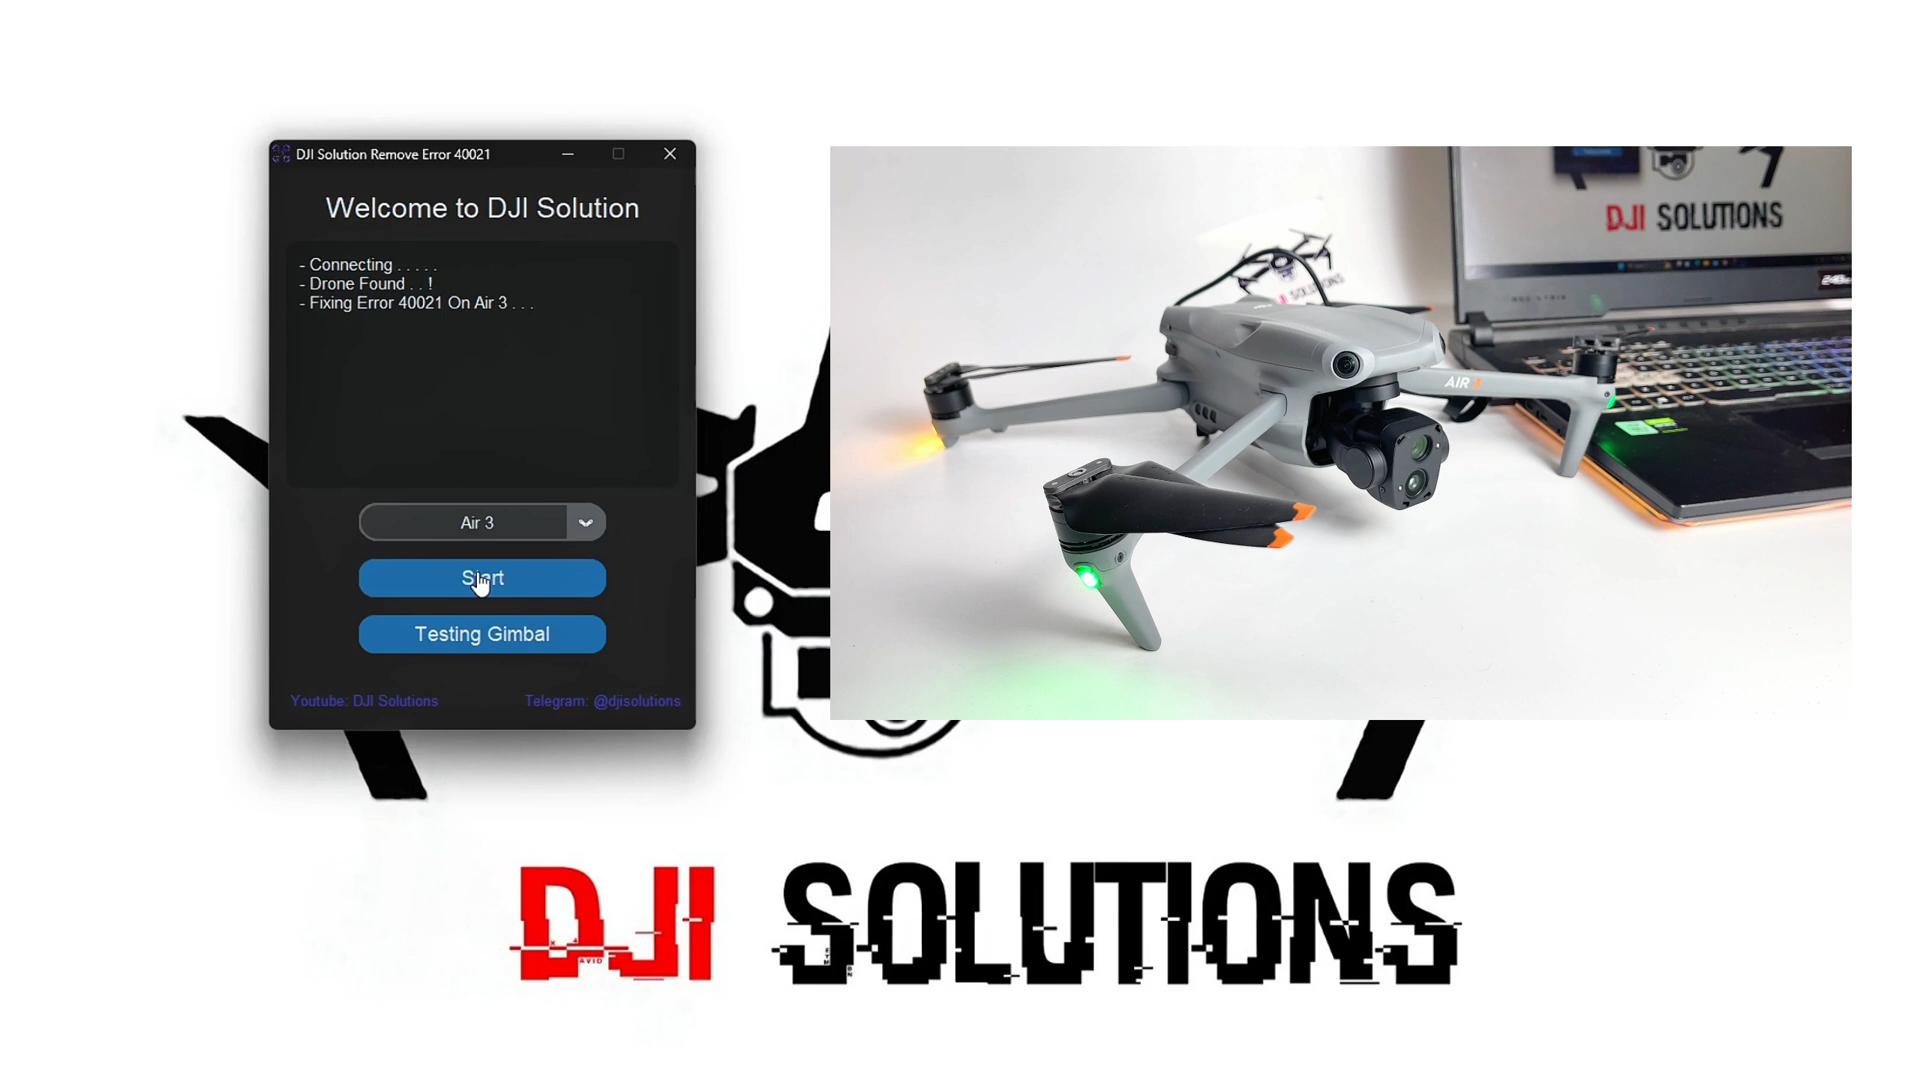 DJI Solution Remove Error 40021
Welcome to DJI Solution
- Connecting . . . . .
- Drone Found . . !
- Fixing Error 40021 On Air 3 . . .
Air 3
Start
Testing Gimbal
Youtube: DJI Solutions
Telegram: @djisolutions
DJI SOLUTIONS
SOLUTIONS
AIR 3
DJI SOLUTIONS